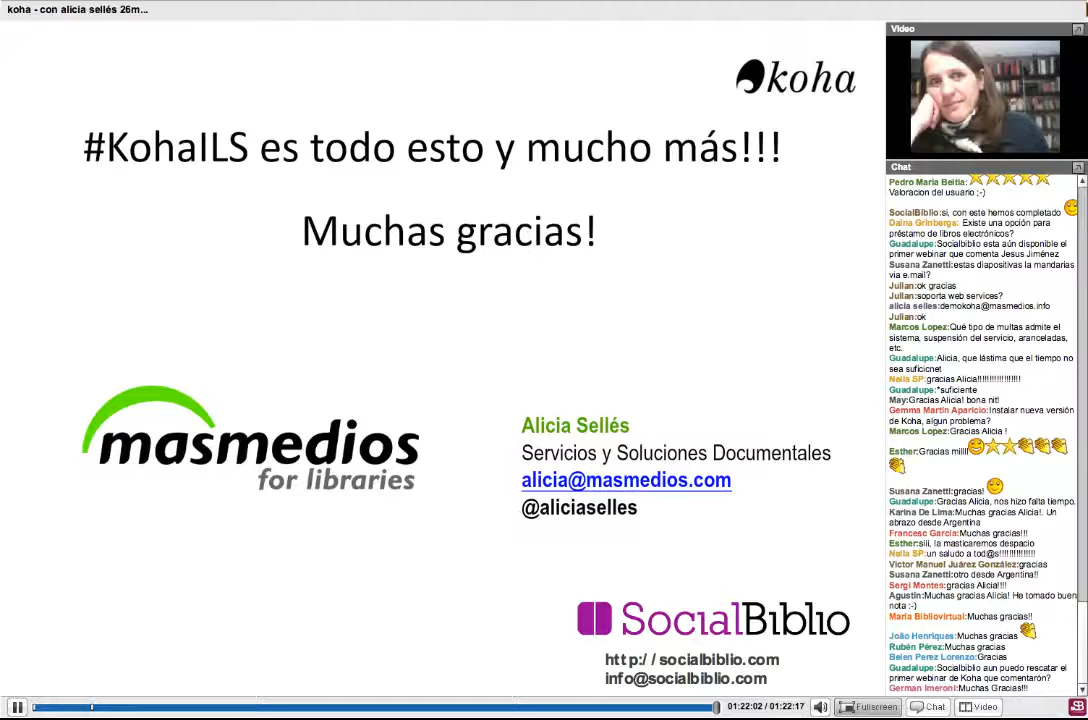 koha - con alicia sellés 26m...
koha
#KohaILS es todo esto y mucho más!!!
Muchas gracias!
masmedios
for libraries
Alicia Sellés
Servicios y Soluciones Documentales
alicia@masmedios.com
@aliciaselles
SocialBiblio
http://socialbiblio.com
info@socialbiblio.com
Video
Chat
Pedro Maria Beitia:
Valoracion del usuario ;-)
SocialBiblio:si, con este hemos completado
Daina Grinbergs: Existe una opción para
préstamo de libros electrónicos?
Guadalupe:Socialbiblio esta aún disponible el
primer webinar que comenta Jesus Jiménez
Susana Zanetti:estas diapositivas la mandarias
via e.mail?
Julian:ok gracias
Julian:soporta web services?
alicia selles:demokoha@masmedios.info
Julian:ok
Marcos Lopez:Qué tipo de multas admite el
sistema, suspensión del servicio, aranceladas,
etc.
Guadalupe:Alicia, que lástima que el tiempo no
sea suficicnet
Neila SP:gracias Alicia!!!!!!!!!!!!!!!!!!
Guadalupe:*suficiente
May:Gracias Alicia! bona nit!
Gemma Martin Aparicio:Instalar nueva versión
de Koha, algun problema?
Marcos Lopez:Gracias Alicia !
Esther:Gracias milll!
Susana Zanetti:gracias!
Guadalupe:Gracias Alicia, nos hizo falta tiempo.
Karina De Lima:Muchas gracias Alicia!. Un
abrazo desde Argentina
Francesc Garcia:Muchas gracias!!!
Esther:siii, la masticaremos despacio
Neila SP:un saludo a tod@s!!!!!!!!!!!!!!!
Victor Manuel Juárez González:gracias
Susana Zanetti:otro desde Argentina!!
Sergi Montes:gracias Alicia!!!!
Agustin:Muchas gracias Alicia! He tomado buen
nota :-)
Maria Bibliovirtual:Muchas gracias!!
João Henriques:Muchas gracias
Rubén Pérez:Muchas gracias
Belen Perez Lorenzo:Gracias
Guadalupe:Socialbiblio aun puedo rescatar el
primer webinar de Koha que comentarón?
German Imeroni:Muchas Gracias!!!
01:22:02 / 01:22:17
Fullscreen
Chat
Video
SB